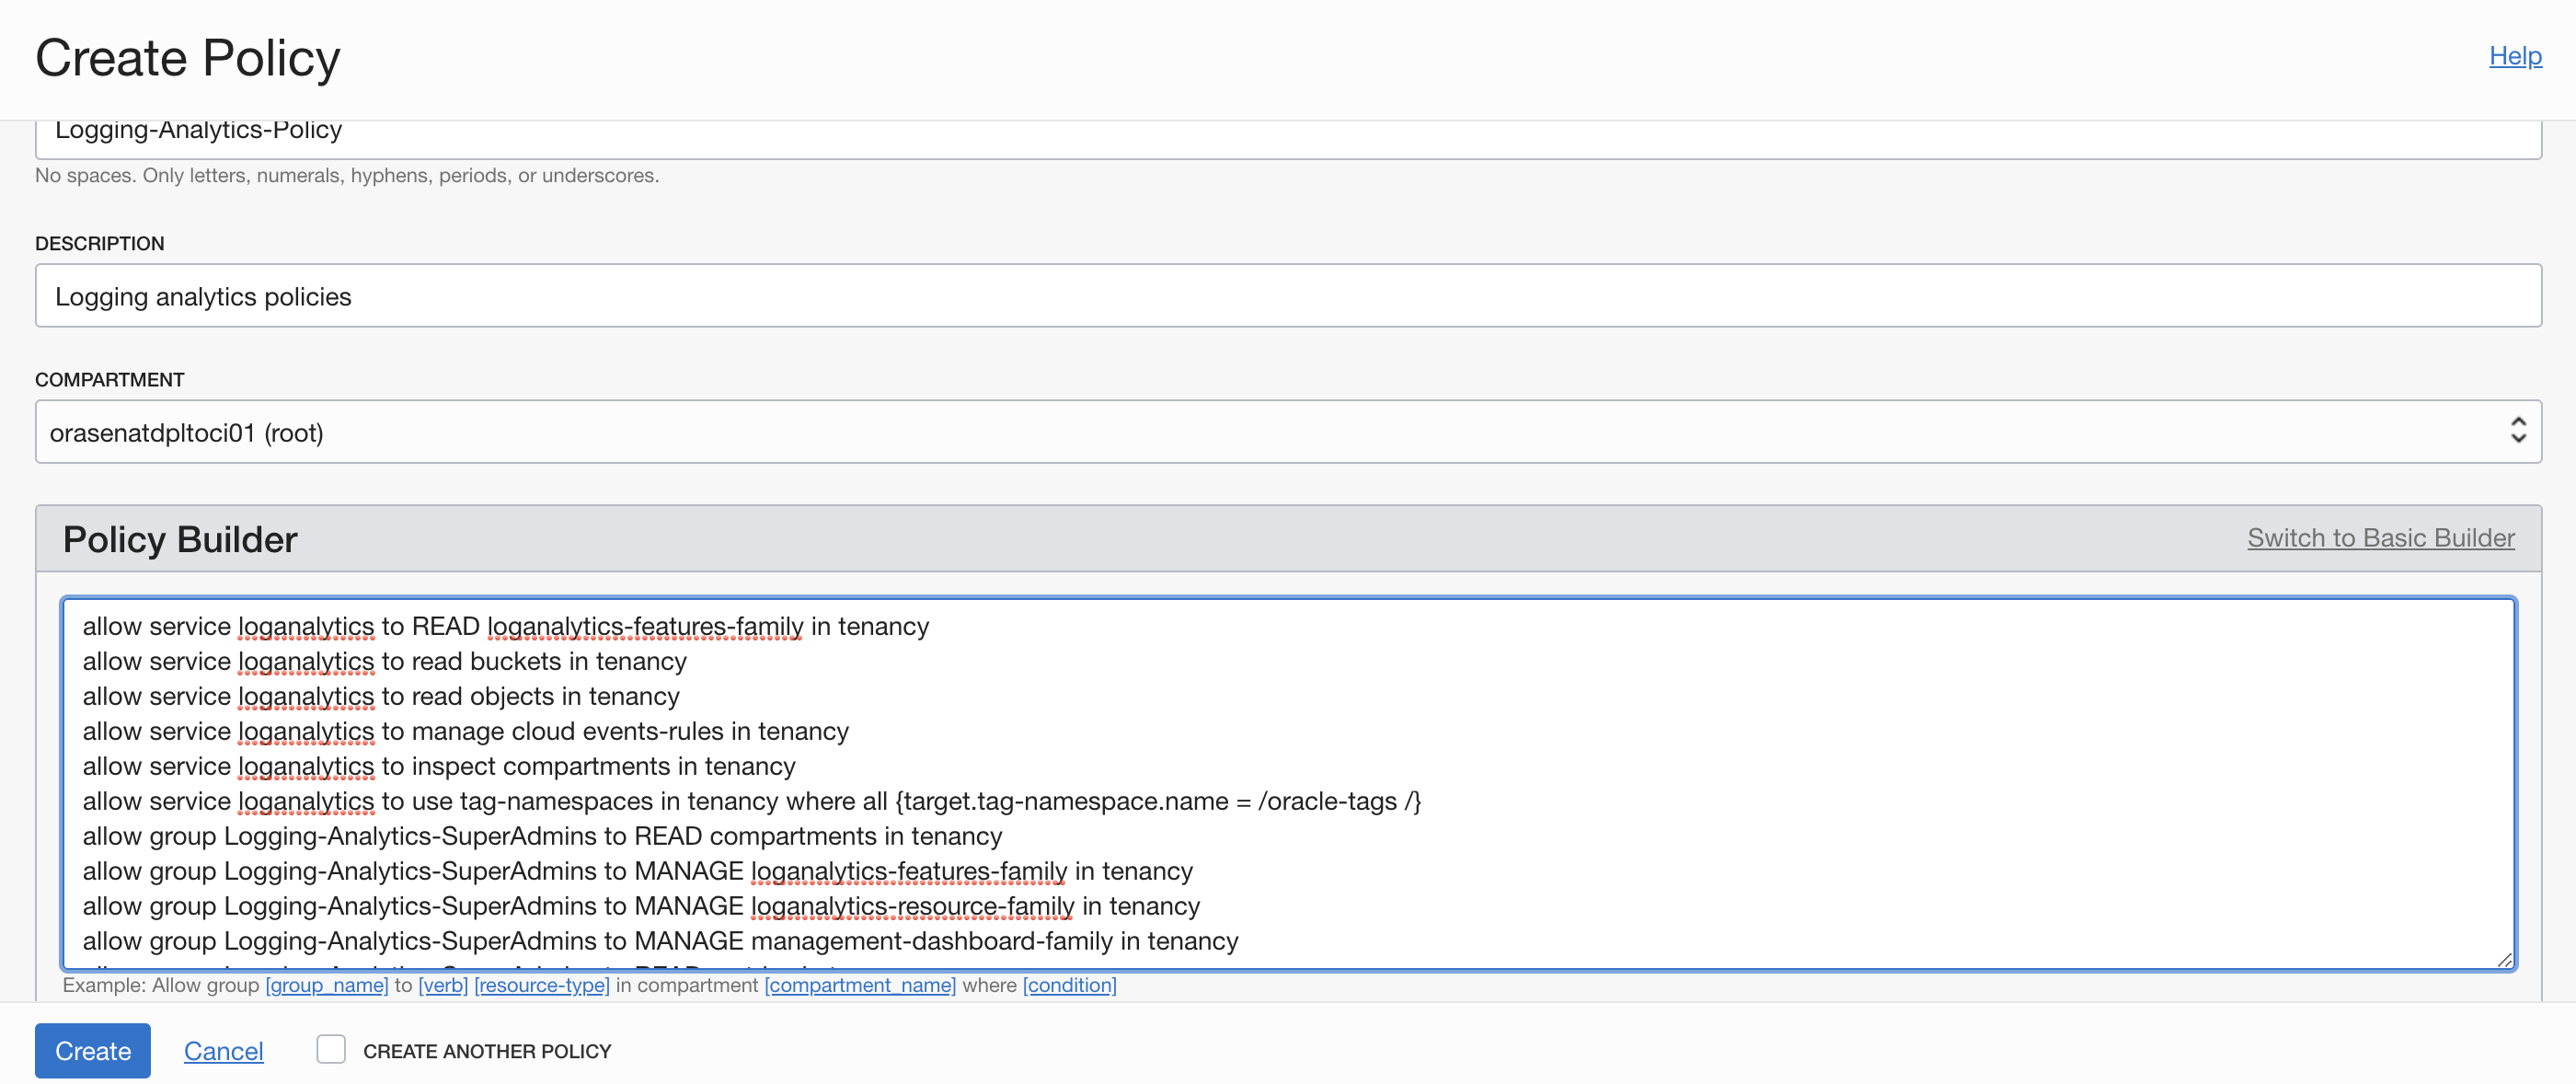 Create Policy
Help
Logging-Analytics-Policy
No spaces. Only letters, numerals, hyphens, periods, or underscores.
DESCRIPTION
Logging analytics policies
COMPARTMENT
orasenatdpltoci01 (root)
Policy Builder
Switch to Basic Builder
allow service loganalytics to READ loganalytics-features-family in tenancy
allow service loganalytics to read buckets in tenancy
allow service loganalytics to read objects in tenancy
allow service loganalytics to manage cloud events-rules in tenancy
allow service loganalytics to inspect compartments in tenancy
allow service loganalytics to use tag-namespaces in tenancy where all {target.tag-namespace.name = /oracle-tags /}
allow group Logging-Analytics-SuperAdmins to READ compartments in tenancy
allow group Logging-Analytics-SuperAdmins to MANAGE loganalytics-features-family in tenancy
allow group Logging-Analytics-SuperAdmins to MANAGE loganalytics-resource-family in tenancy
allow group Logging-Analytics-SuperAdmins to MANAGE management-dashboard-family in tenancy
Example: Allow group [group_name] to [verb] [resource-type] in compartment [compartment_name] where [condition]
Create
Cancel
CREATE ANOTHER POLICY